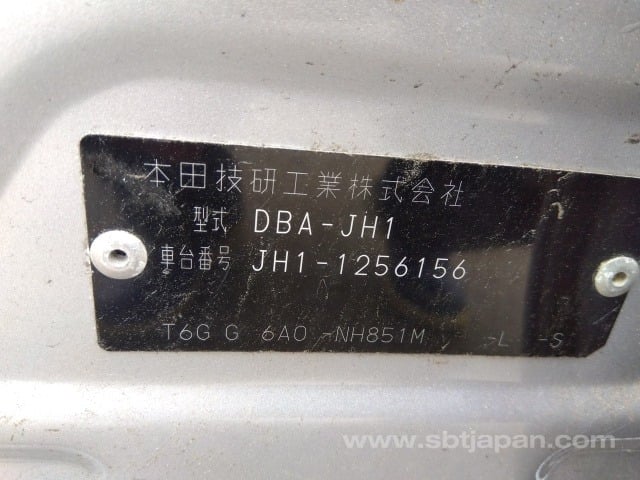 本田技研工業株式会社
型式 DBA-JH1
車台番号 JH1-1256156
T6G G 6AO -NH851M -L -S
www.sbtjapan.com